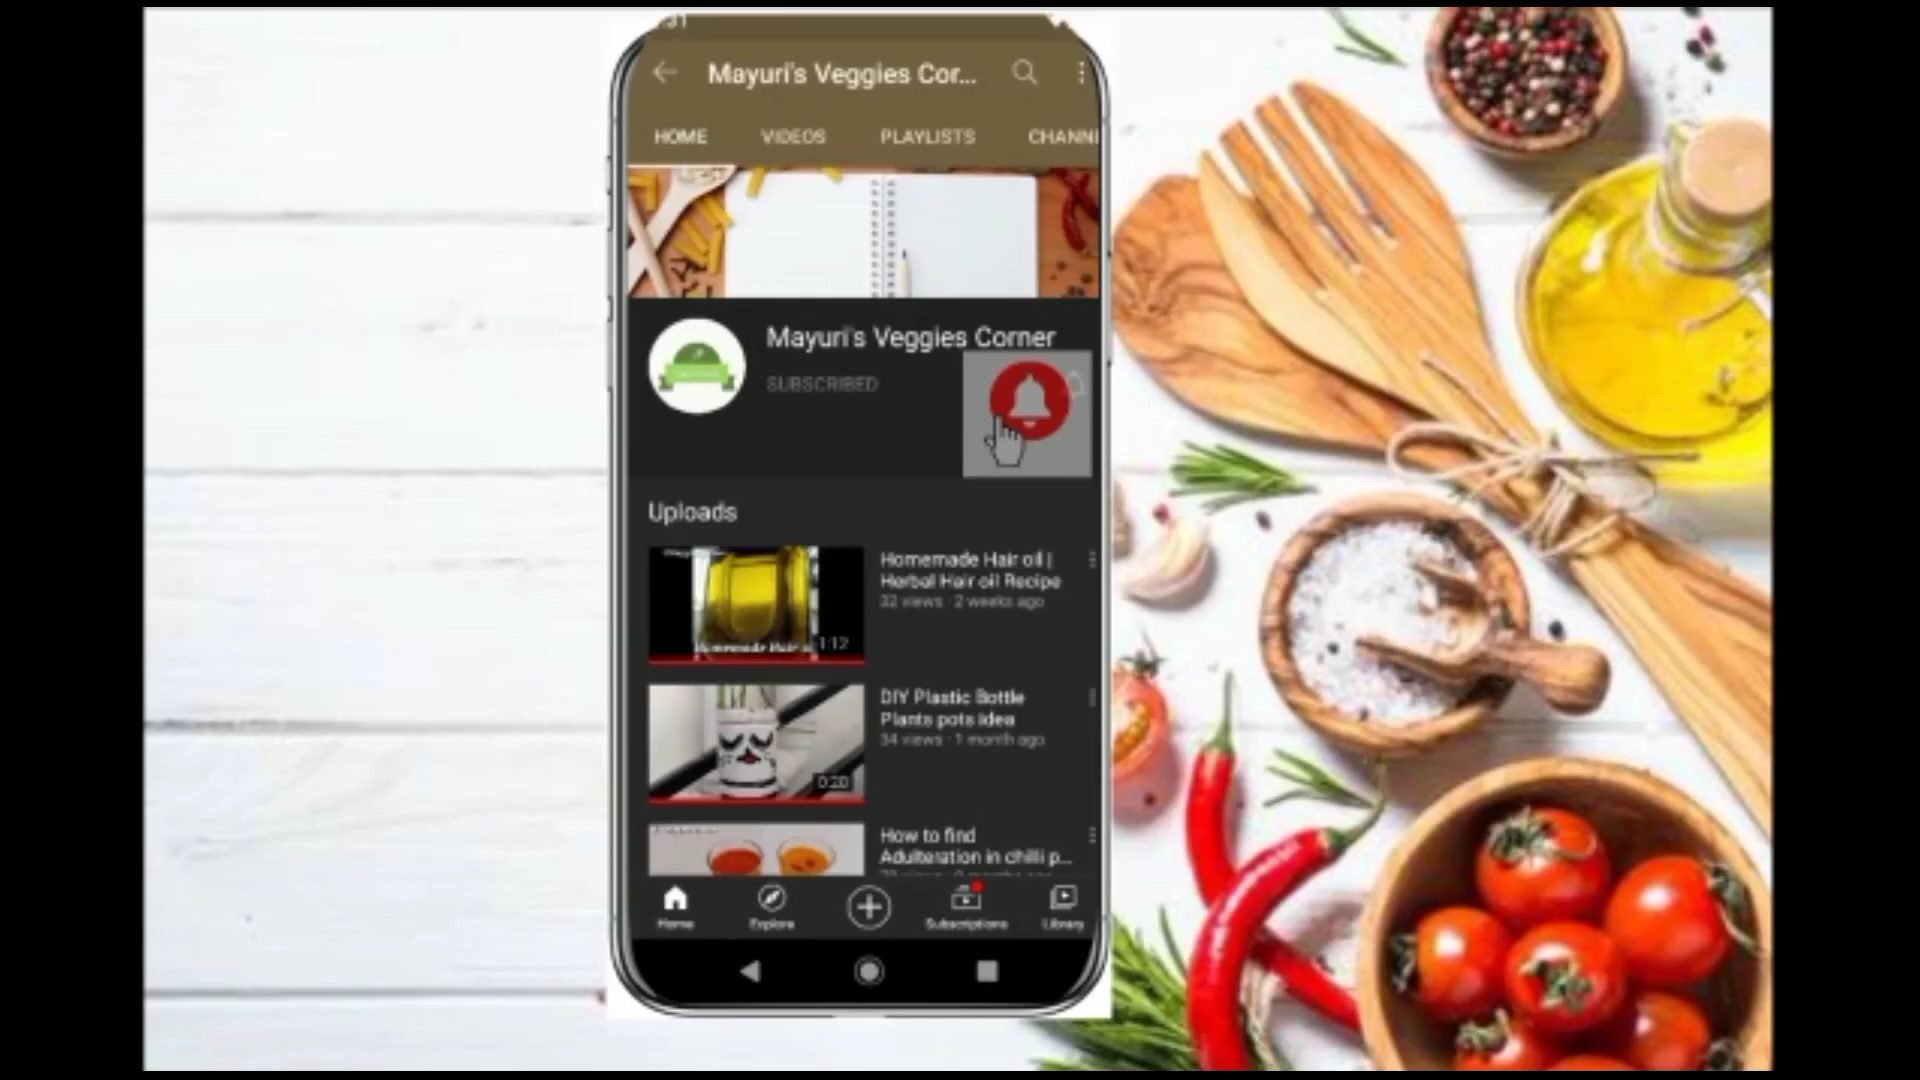 Mayuri's Veggies Cor...
HOME VIDEOS PLAYLISTS CHANN
Mayuri's Veggies Corner
SUBSCRIBED
Uploads
Homemade Hair oil |
Herbal Hair oil Recipe
32 views · 2 weeks ago
1:12
DIY Plastic Bottle
Plants pots idea
34 views · 1 month ago
0:20
How to find
Adulteration in chilli p...
Home Explore Subscriptions Library